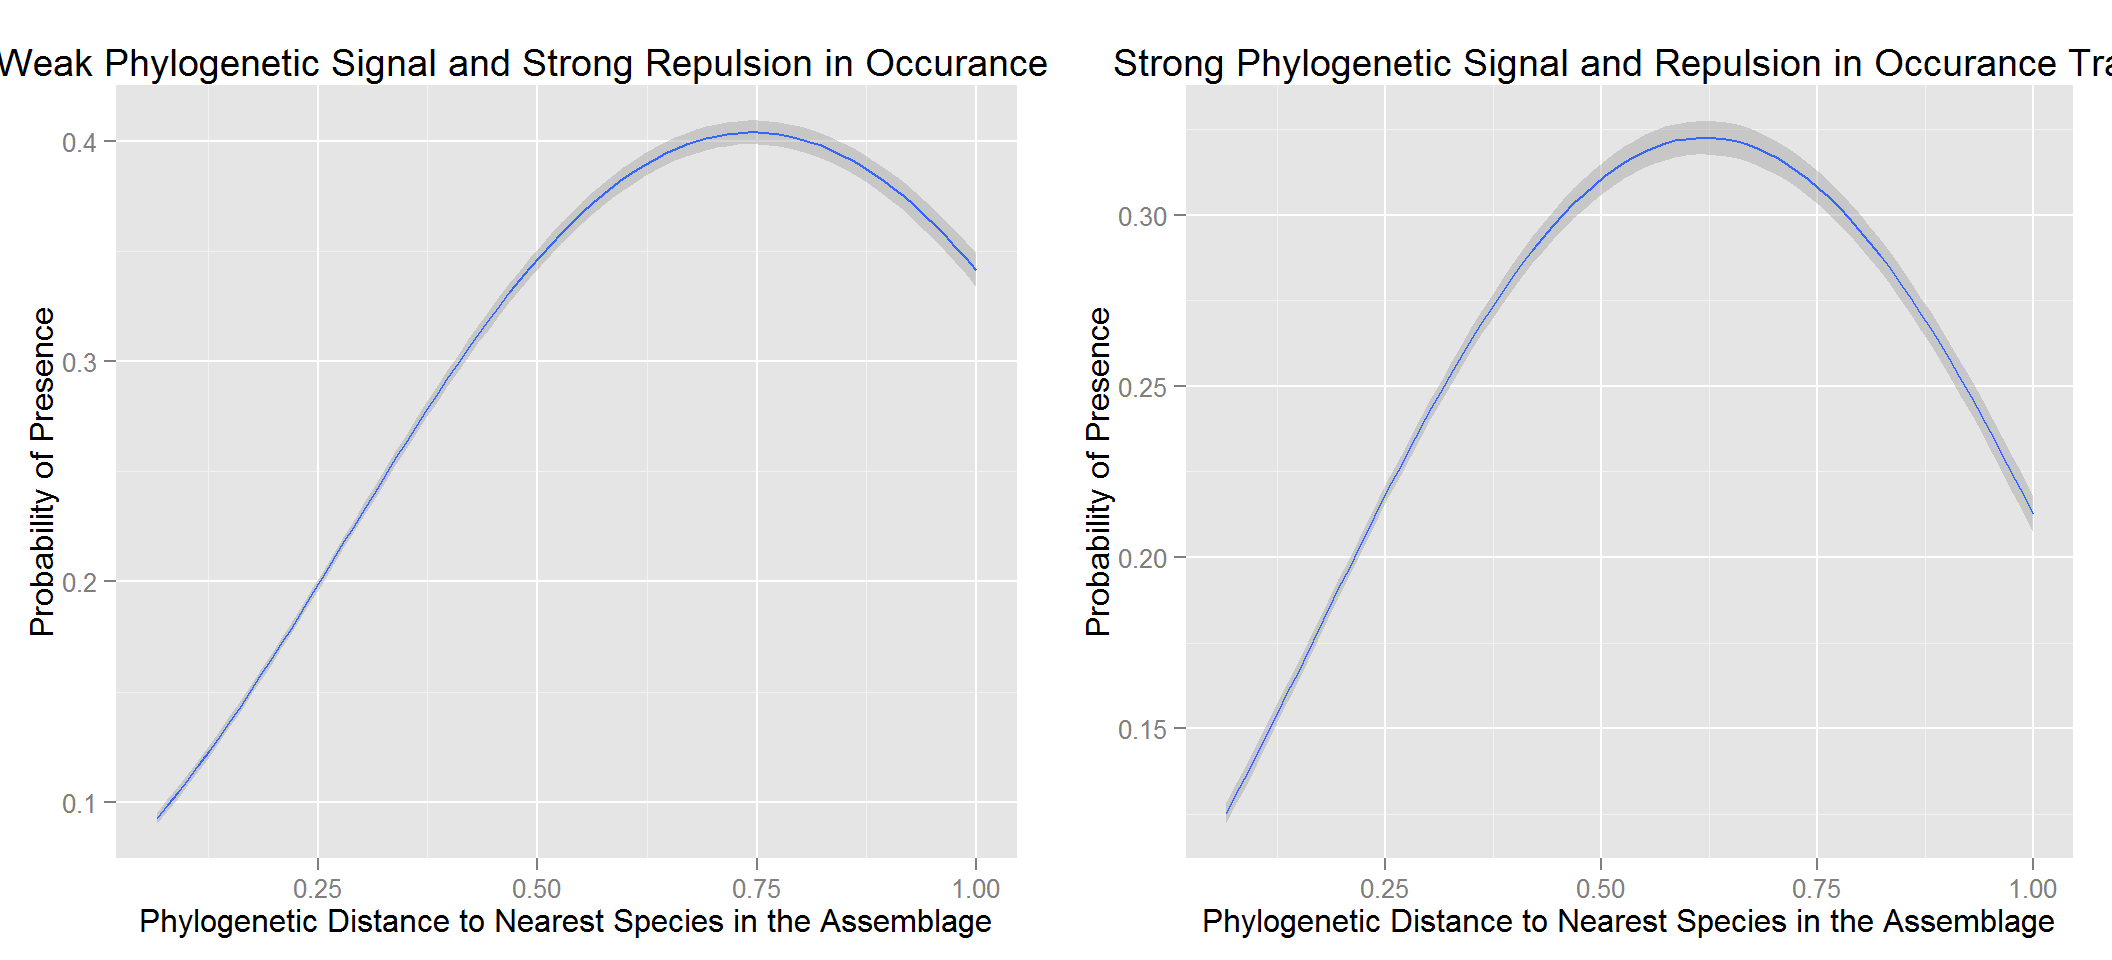 Weak Phylogenetic Signal and Strong Repulsion in Occurance
0.4
0.3
0.2
0.1
Probability of Presence
0.25 0.50 0.75 1.00
Phylogenetic Distance to Nearest Species in the Assemblage
Strong Phylogenetic Signal and Repulsion in Occurance Tra
0.30
0.25
0.20
0.15
Probability of Presence
0.25 0.50 0.75 1.00
Phylogenetic Distance to Nearest Species in the Assemblage